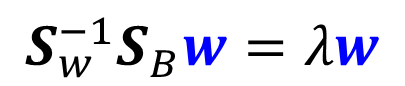 𝑺_w^{-1} 𝑺_B 𝒘 = λ𝒘